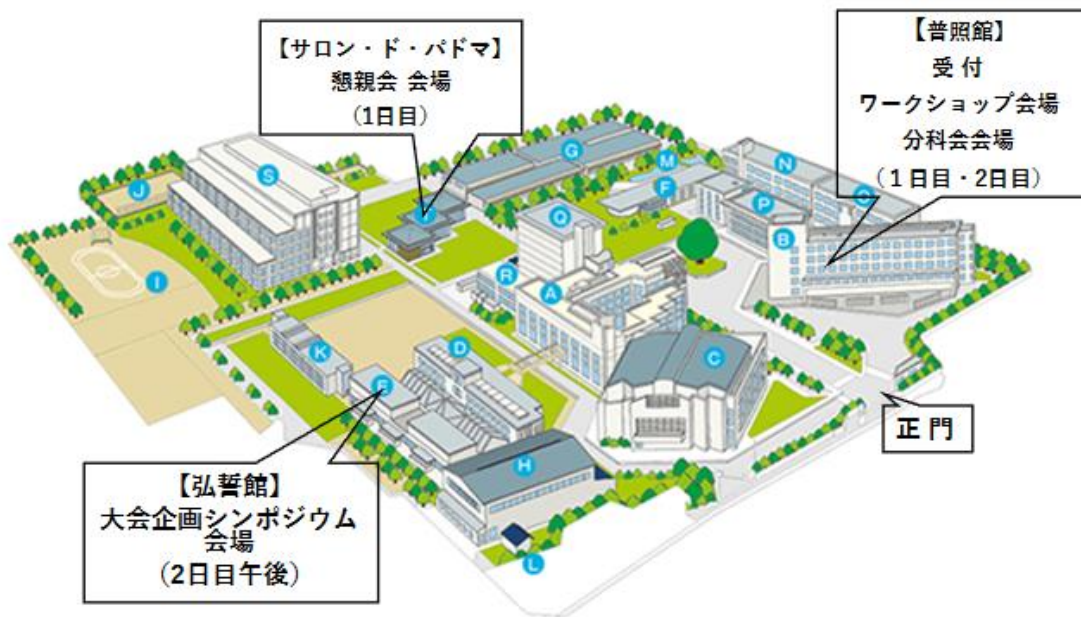 【サロン・ド・パドマ】
懇親会 会場
（1日目）
【普照館】
受 付
ワークショップ会場
分科会会場
（１日目・2日目）
正 門
【弘誓館】
大会企画シンポジウム
会場
（2日目午後）
J
S
G
M
N
F
P
Q
B
I
R
A
K
D
E
C
H
L